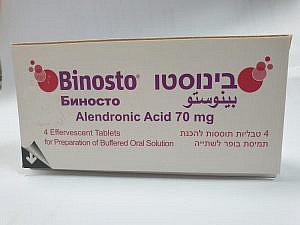 Binosto® בינוסטו
Биносто بينوستو
Alendronic Acid 70 mg
4 Effervescent Tablets 4 טבליות תוססות להכנת
for Preparation of Buffered Oral Solution תמיסת בופר לשתייה